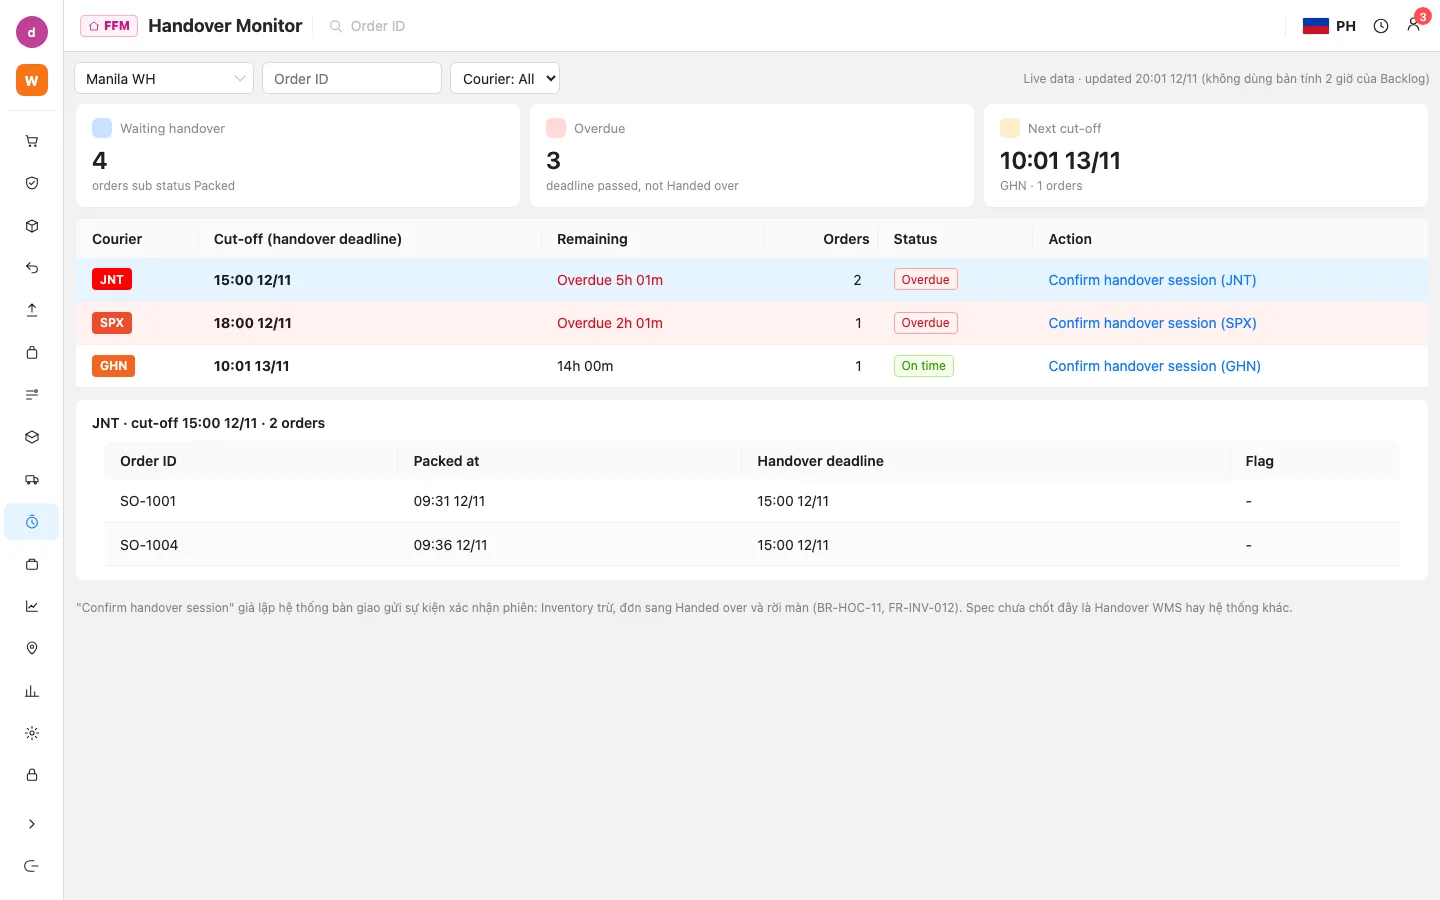 d
FFM Handover Monitor Order ID PH 3
W
Manila WH Order ID Courier: All Live data · updated 20:01 12/11 (không dùng bản tính 2 giờ của Backlog)
Waiting handover
4
orders sub status Packed
Overdue
3
deadline passed, not Handed over
Next cut-off
10:01 13/11
GHN · 1 orders
Courier Cut-off (handover deadline) Remaining Orders Status Action
JNT 15:00 12/11 Overdue 5h 01m 2 Overdue Confirm handover session (JNT)
SPX 18:00 12/11 Overdue 2h 01m 1 Overdue Confirm handover session (SPX)
GHN 10:01 13/11 14h 00m 1 On time Confirm handover session (GHN)
JNT · cut-off 15:00 12/11 · 2 orders
Order ID Packed at Handover deadline Flag
SO-1001 09:31 12/11 15:00 12/11 -
SO-1004 09:36 12/11 15:00 12/11 -
"Confirm handover session" giả lập hệ thống bàn giao gửi sự kiện xác nhận phiên: Inventory trừ, đơn sang Handed over và rời màn (BR-HOC-11, FR-INV-012). Spec chưa chốt đây là Handover WMS hay hệ thống khác.